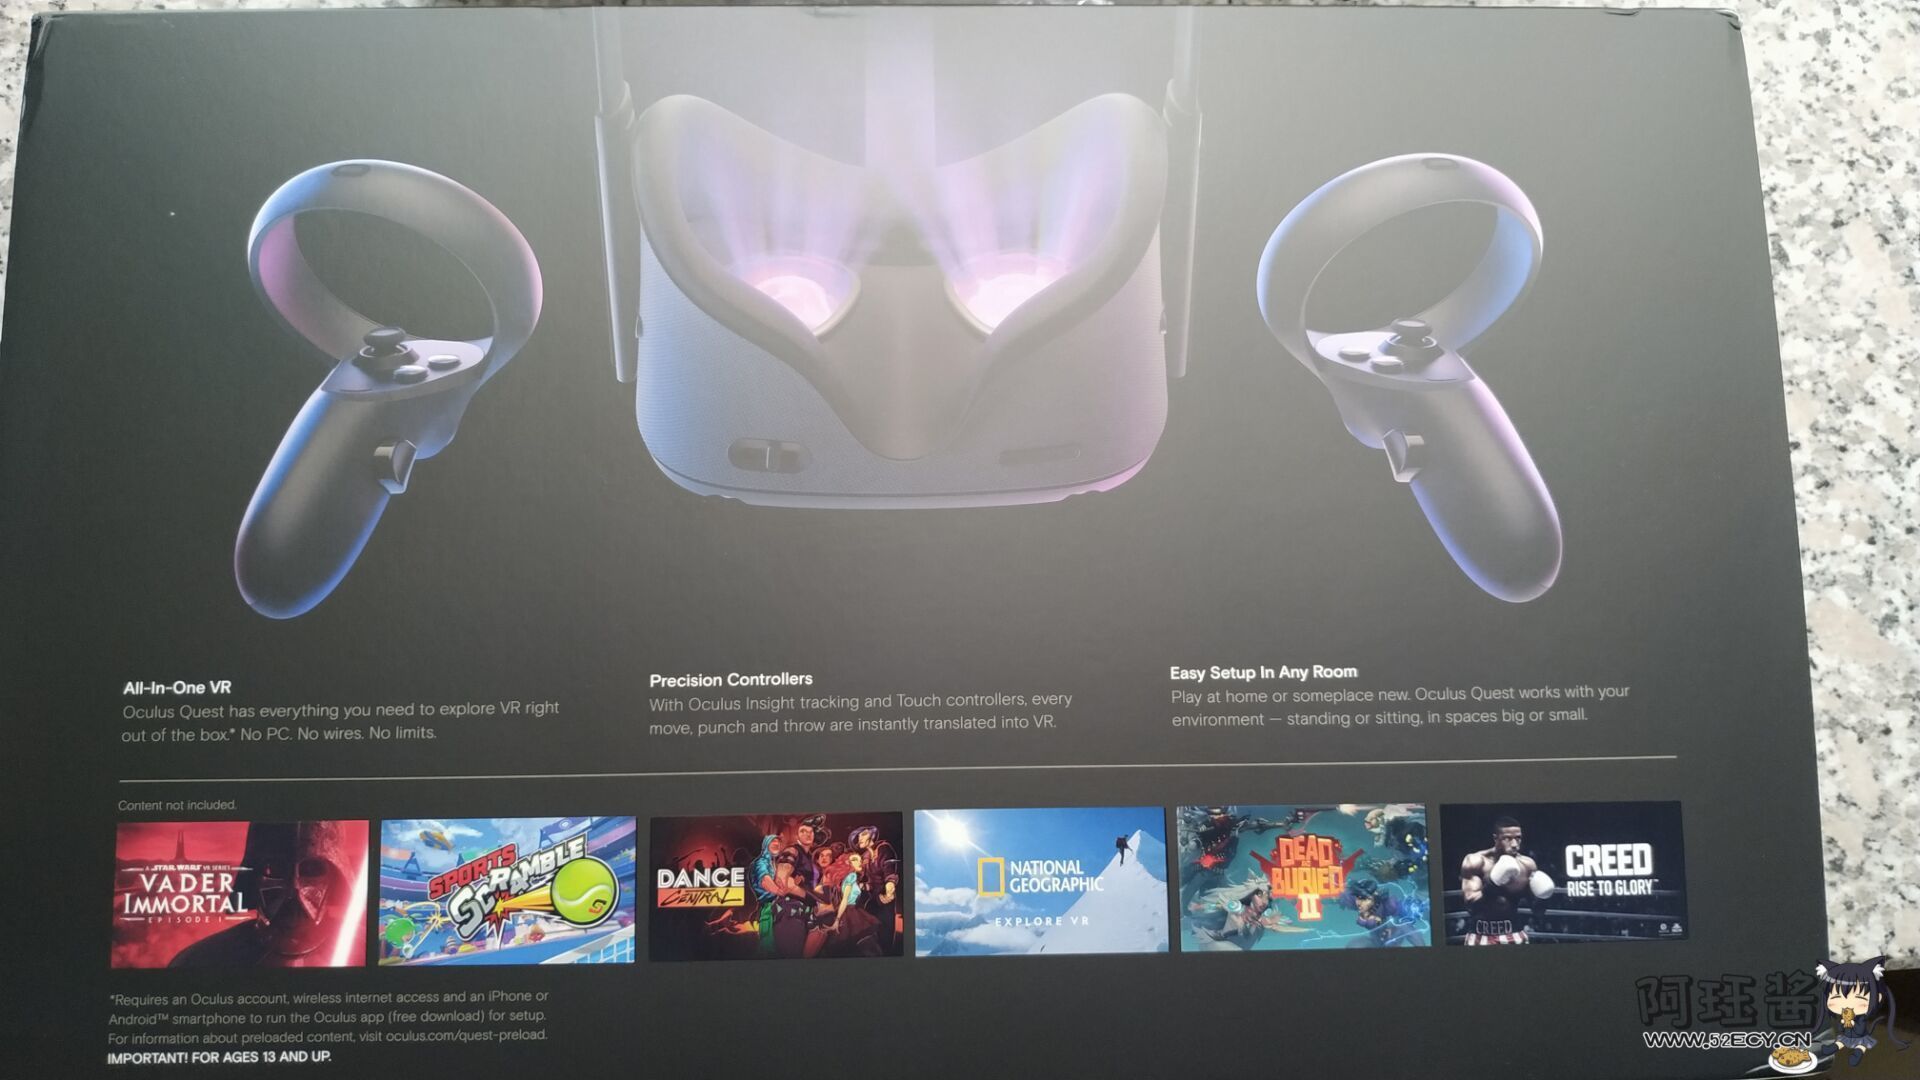 All-In-One VR
Oculus Quest has everything you need to explore VR right
out of the box.* No PC. No wires. No limits.
Precision Controllers
With Oculus Insight tracking and Touch controllers, every
move, punch and throw are instantly translated into VR.
Easy Setup In Any Room
Play at home or someplace new. Oculus Quest works with your
environment — standing or sitting, in spaces big or small.
Content not included.
A STAR WARS VR SERIES
VADER
IMMORTAL
EPISODE I
SPORTS
SCRAMBLE
DANCE
CENTRAL
NATIONAL
GEOGRAPHIC
EXPLORE VR
DEAD
BURIED
II
CREED
RISE TO GLORY™
CREED
*Requires an Oculus account, wireless internet access and an iPhone or
Android™ smartphone to run the Oculus app (free download) for setup.
For information about preloaded content, visit oculus.com/quest-preload.
IMPORTANT! FOR AGES 13 AND UP.
阿珏酱
WWW.52ECY.CN